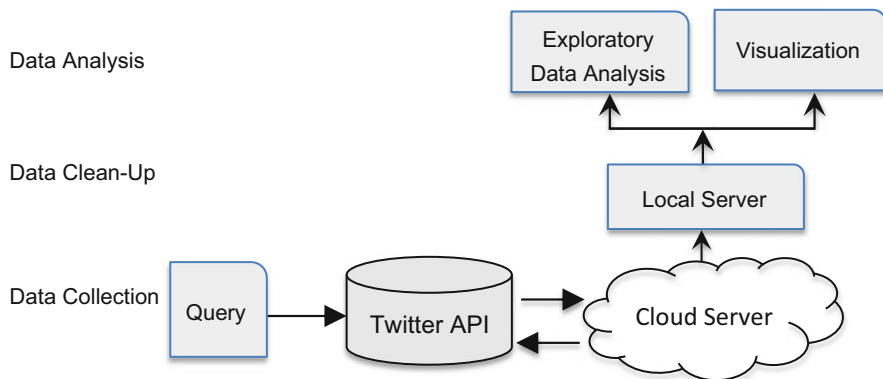 Data Analysis
Exploratory
Data Analysis
Visualization
Data Clean-Up
Local Server
Data Collection
Query
Twitter API
Cloud Server